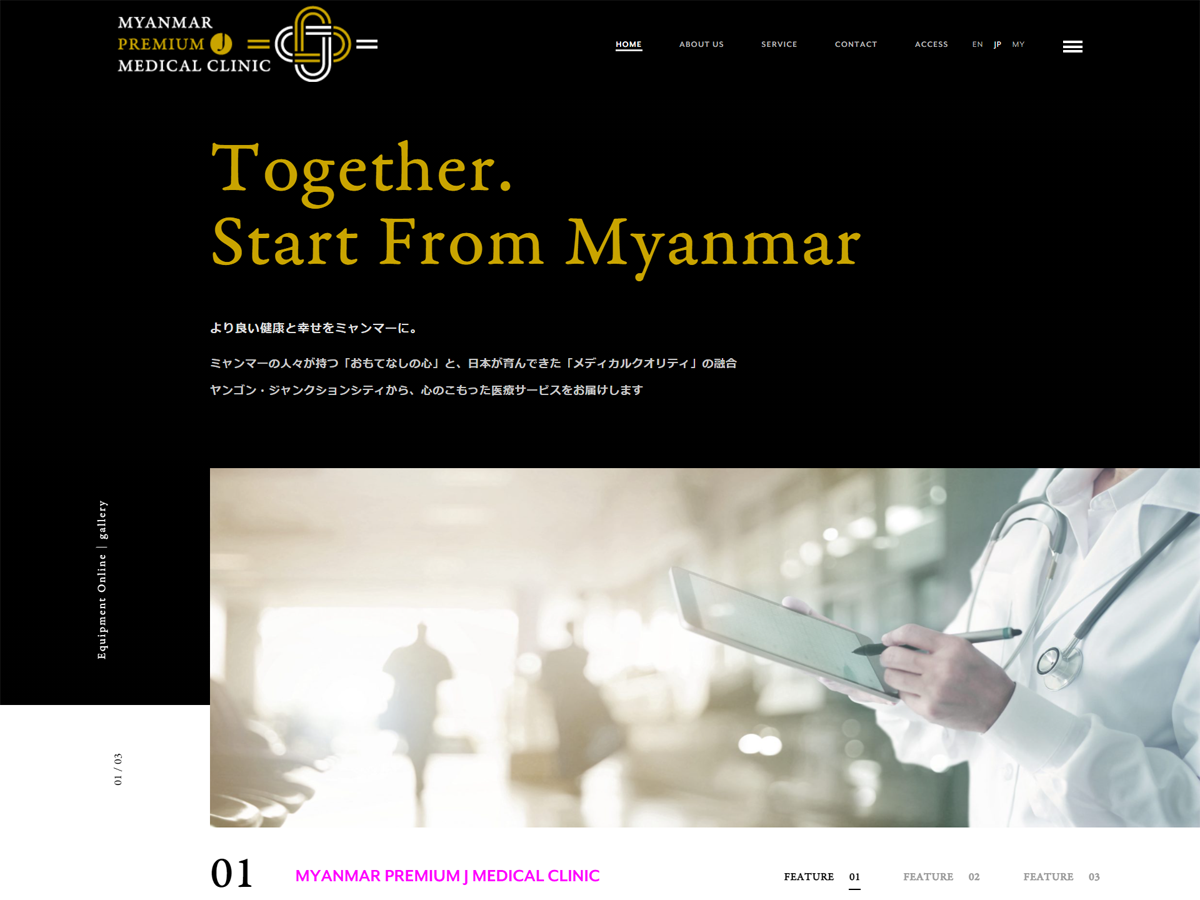 MYANMAR
PREMIUM J
MEDICAL CLINIC
HOME ABOUT US SERVICE CONTACT ACCESS EN JP MY
Together.
Start From Myanmar
より良い健康と幸せをミャンマーに。
ミャンマーの人々が持つ「おもてなしの心」と、日本が育んできた「メディカルクオリティ」の融合
ヤンゴン・ジャンクションシティから、心のこもった医療サービスをお届けします
Equipment Online | gallery
01 / 03
01 MYANMAR PREMIUM J MEDICAL CLINIC FEATURE 01 FEATURE 02 FEATURE 03